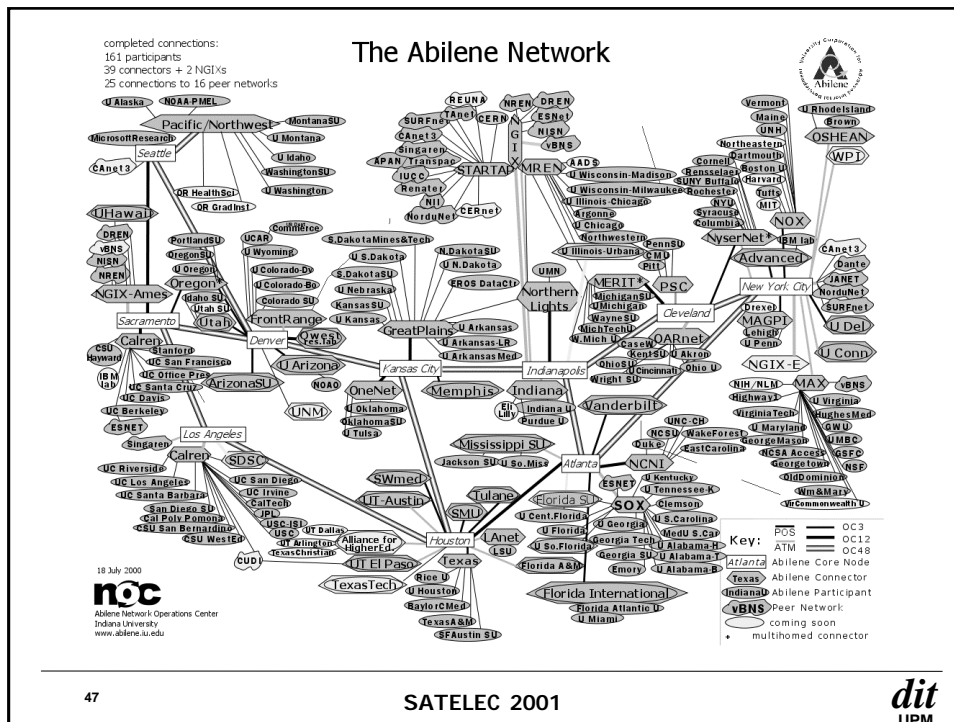 completed connections:
161 participants
39 connectors + 2 NGIXs
25 connections to 16 peer networks
The Abilene Network
Abilene
U Alaska
NOAA-PMEL
Pacific/Northwest
MontanaSU
U Montana
U Idaho
WashingtonSU
U Washington
MicrosoftResearch
Seattle
CAnet3
QR HealthSci
QR GradInst
REUNA
TAnet
SURFnet
CAnet3
Singaren
APAN
Transpac
IUCC
Renater
NII
NorduNet
CERN
STARTAP
CERnet
NREN
DREN
ESNet
NISN
vBNS
NGIX
MREN
AADS
U Wisconsin-Madison
U Wisconsin-Milwaukee
U Illinois-Chicago
Argonne
U Chicago
Northwestern
U Illinois-Urbana
Vermont
Maine
UNH
Northeastern
Dartmouth
Boston U
Harvard
Tufts
MIT
NOX
U RhodeIsland
Brown
OSHEAN
WPI
Cornell
Rensselaer
SUNY Buffalo
Rochester
NYU
Syracuse
Columbia
NyserNet*
IBM lab
Advanced
CAnet3
Dante
JANET
NorduNet
SURFnet
U Del
U Conn
New York City
Drexel
MAGPI
Lehigh
U Penn
UHawaii
DREN
vBNS
NISN
NREN
NGIX-Ames
PortlandSU
OregonSU
U Oregon
Oregon*
Idaho SU
Utah SU
Utah
Sacramento
UCAR
U Wyoming
Commerce
U Colorado-Dv
U Colorado-Bo
Colorado SU
FrontRange
Qwest
res.lab
Denver
S.DakotaMines&Tech
U S.Dakota
S.DakotaSU
U Nebraska
KansasSU
U Kansas
N.DakotaSU
U N.Dakota
EROS DataCtr
GreatPlains
U Arkansas
U Arkansas-LR
U ArkansasMed
UMN
Northern
Lights
MERIT*
MichiganSU
UMichigan
WayneSU
MichTechU
W.Mich U
PennSU
CMU
Pitt
PSC
Cleveland
CaseW
OARnet
KentSU
U Akron
OhioSU
U Cincinnati
Ohio U
Wright SU
Calren
CSU
Hayward
Stanford
UC San Francisco
UC Office Pres
UC Santa Cruz
UC Davis
UC Berkeley
IBM
lab
ESNET
ArizonaSU
U Arizona
NOAO
UNM
Kansas City
OneNet
U Oklahoma
OklahomaSU
U Tulsa
Memphis
Indianapolis
Indiana
Eli
Lilly
Indiana U
Purdue U
Vanderbilt
NGIX-E
NIH/NLM
Highway1
VirginiaTech
U Maryland
GeorgeMason
NCSA Access
Georgetown
OldDominion
Wm&Mary
VirCommonwealth U
MAX
vBNS
U Virginia
HughesMed
GWU
UMBC
GSFC
NSF
Los Angeles
Singaren
Calren
SDSC
UC Riverside
UC Los Angeles
UC Santa Barbara
San Diego SU
Cal Poly Pomona
CSU San Bernardino
CSU WestEd
UC San Diego
UC Irvine
CalTech
JPL
USC-ISI
USC
UT Dallas
UT Arlington
TexasChristian
Alliance for
HigherEd.
CUDI
UT El Paso
TexasTech
SWmed
UT-Austin
Tulane
SMU
Houston
LAnet
LSU
Texas
Rice U
U Houston
BaylorCMed
TexasA&M
SFAustin SU
Mississippi SU
Jackson SU
U So.Miss
Atlanta
NCNI
UNC-CH
NCSU
WakeForest
Duke
EastCarolina
ESNET
SOX
U Kentucky
U Tennessee-K
Clemson
U S.Carolina
MedU S.Car
U Alabama-H
U Alabama-T
U Alabama-B
U Georgia
Georgia Tech
Georgia SU
Emory
Florida SU
U Cent.Florida
U Florida
U So.Florida
Florida A&M
Florida International
Florida Atlantic U
U Miami
Key:
POS
ATM
OC3
OC12
OC48
Atlanta Abilene Core Node
Texas Abilene Connector
IndianaU Abilene Participant
vBNS Peer Network
coming soon
* multihomed connector
18 July 2000
noc
Abilene Network Operations Center
Indiana University
www.abilene.iu.edu
47
SATELEC 2001
dit
UPM